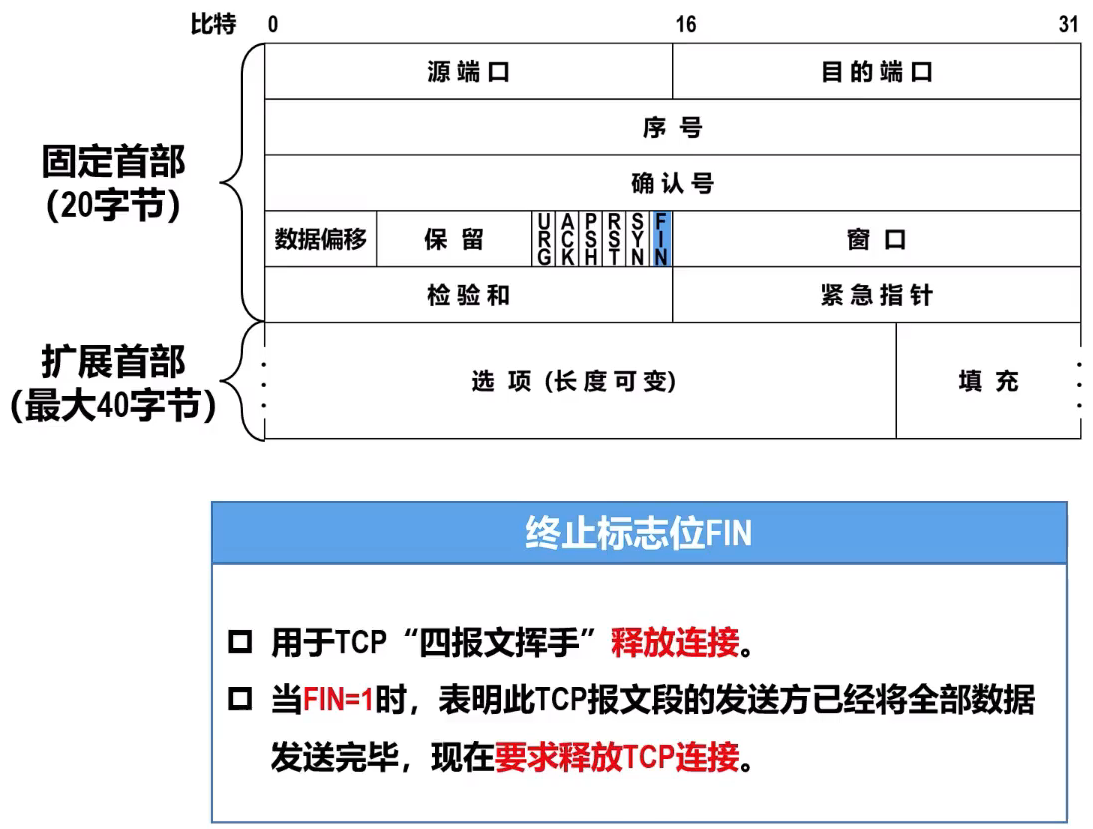 比特 0 16 31
源端口 目的端口
序号
固定首部
（20字节）
确认号
数据偏移 保留 URG ACK PSH RST SYN FIN 窗口
检验和 紧急指针
扩展首部
（最大40字节）
选项（长度可变） 填充
终止标志位FIN
用于TCP“四报文挥手”释放连接。
当FIN=1时，表明此TCP报文段的发送方已经将全部数据
发送完毕，现在要求释放TCP连接。